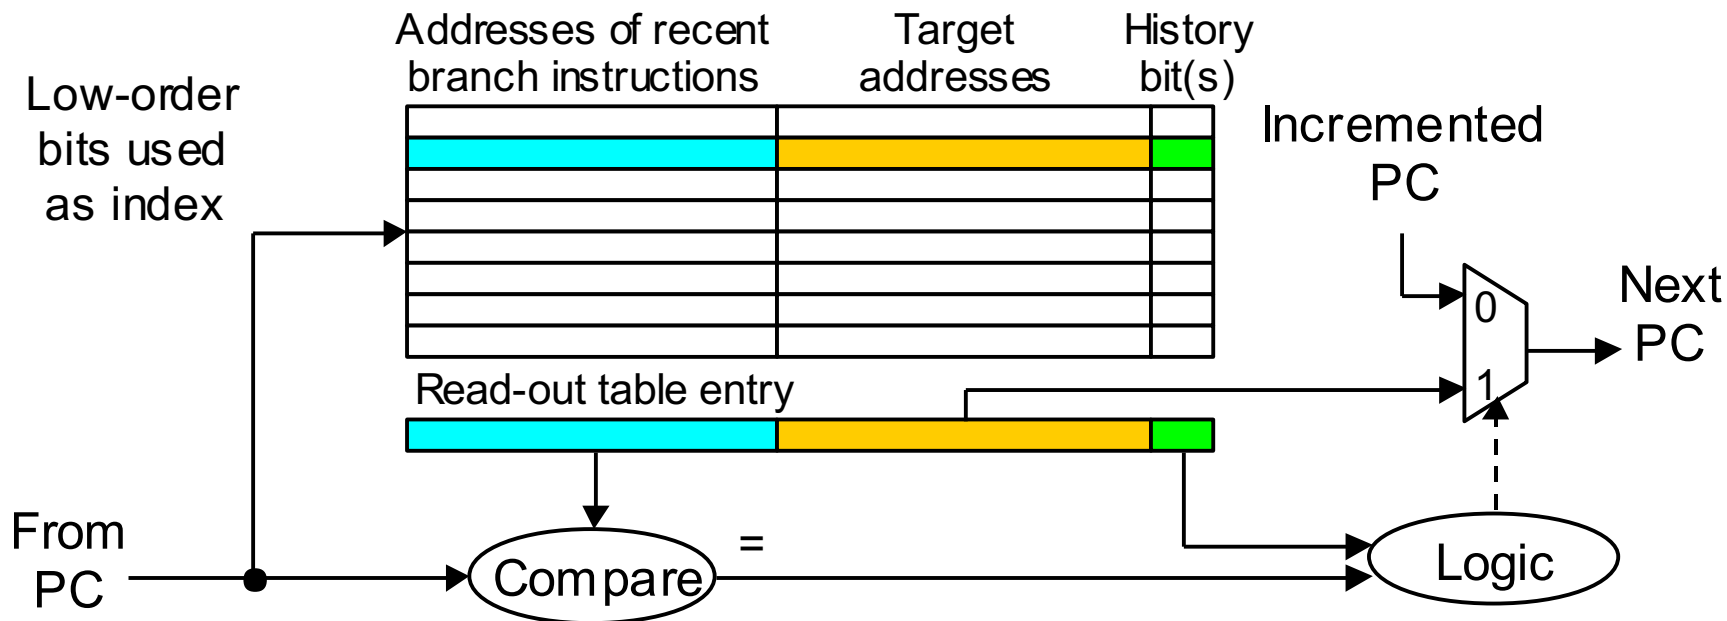 Addresses of recent
branch instructions
Target
addresses
History
bit(s)
Low-order
bits used
as index
Incremented
PC
0
1
Next
PC
Read-out table entry
From
PC
Compare
=
Logic